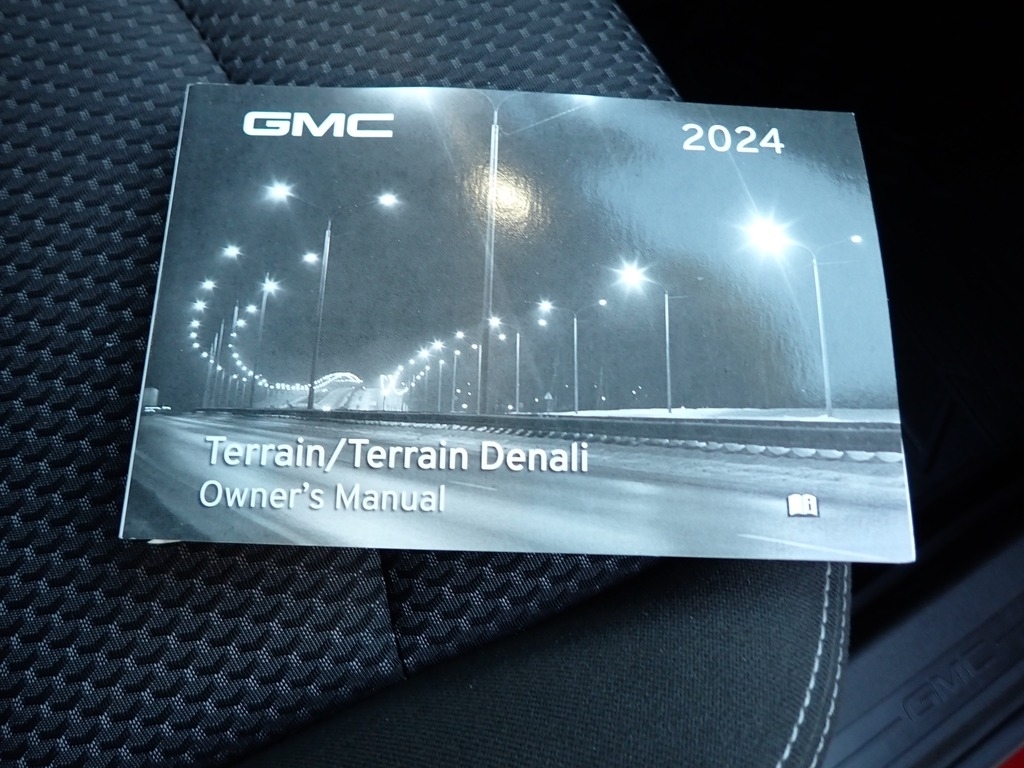 GMC
2024
Terrain/Terrain Denali
Owner's Manual
i
GMC